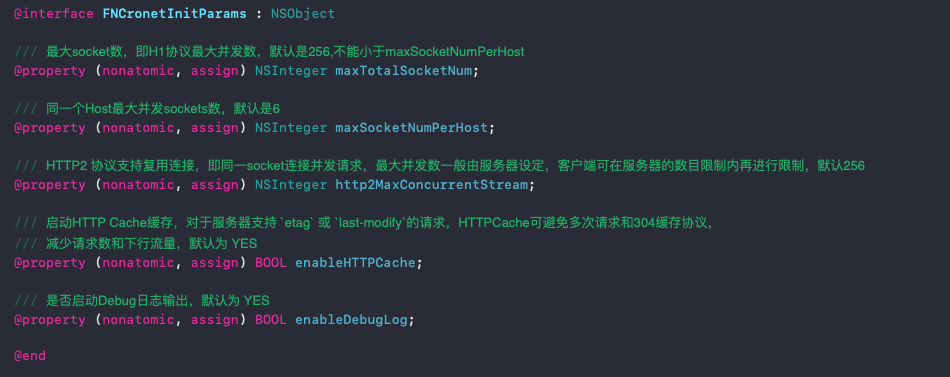 @interface FNCronetInitParams : NSObject
/// 最大socket数，即H1协议最大并发数，默认是256,不能小于maxSocketNumPerHost
@property (nonatomic, assign) NSInteger maxTotalSocketNum;
/// 同一个Host最大并发sockets数，默认是6
@property (nonatomic, assign) NSInteger maxSocketNumPerHost;
/// HTTP2 协议支持复用连接，即同一socket连接并发请求，最大并发数一般由服务器设定，客户端可在服务器的数目限制内再进行限制，默认256
@property (nonatomic, assign) NSInteger http2MaxConcurrentStream;
/// 启动HTTP Cache缓存，对于服务器支持 `etag` 或 `last-modify`的请求，HTTPCache可避免多次请求和304缓存协议，
/// 减少请求数和下行流量，默认为 YES
@property (nonatomic, assign) BOOL enableHTTPCache;
/// 是否启动Debug日志输出，默认为 YES
@property (nonatomic, assign) BOOL enableDebugLog;
@end